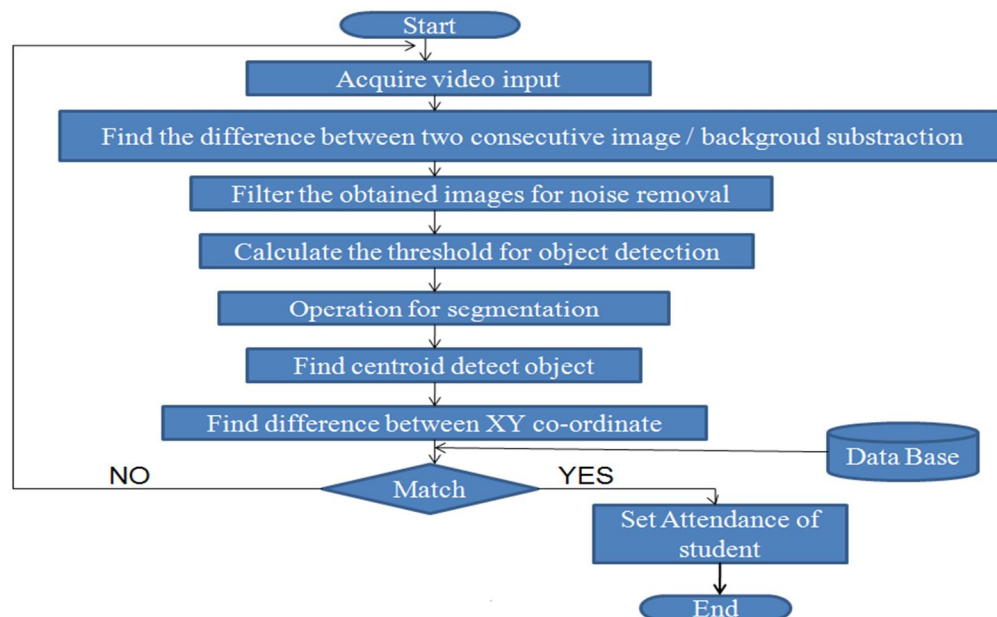 Start
Acquire video input
Find the difference between two consecutive image / backgroud substraction
Filter the obtained images for noise removal
Calculate the threshold for object detection
Operation for segmentation
Find centroid detect object
Find difference between XY co-ordinate
Data Base
NO
Match
YES
Set Attendance of
student
End